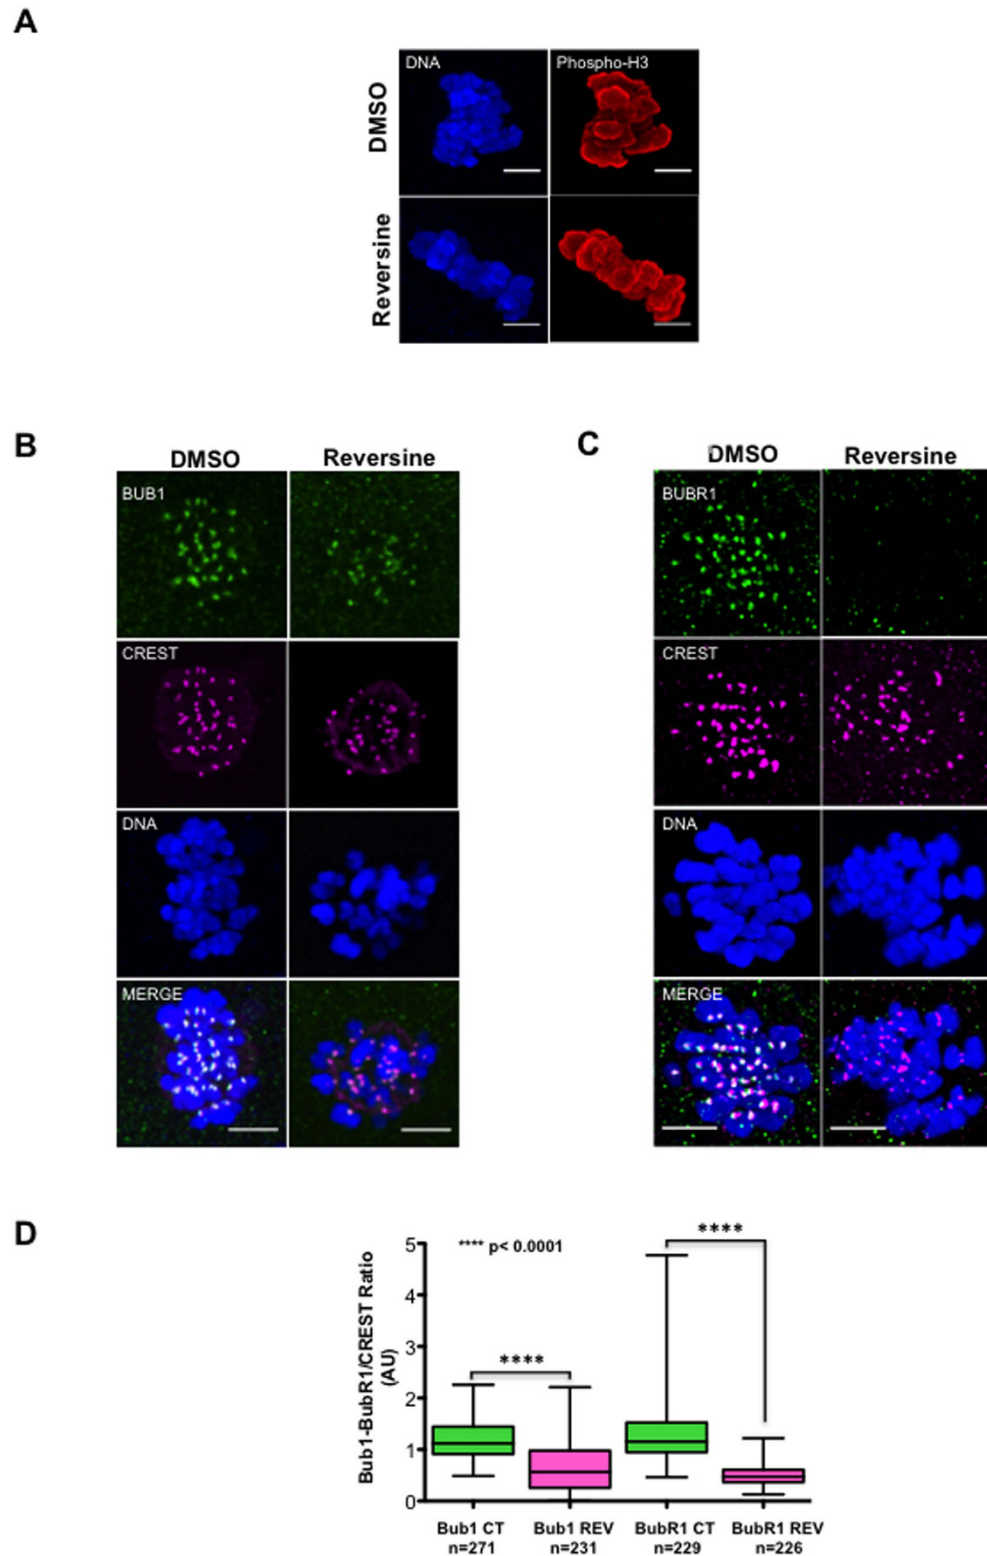 A
DNA
Phospho-H3
DMSO
Reversine
B
DMSO
Reversine
BUB1
CREST
DNA
MERGE
C
DMSO
Reversine
BUBR1
CREST
DNA
MERGE
D
Bub1-BubR1/CREST Ratio
(AU)
5
4
3
2
1
0
**** p< 0.0001
****
****
Bub1 CT
n=271
Bub1 REV
n=231
BubR1 CT
n=229
BubR1 REV
n=226